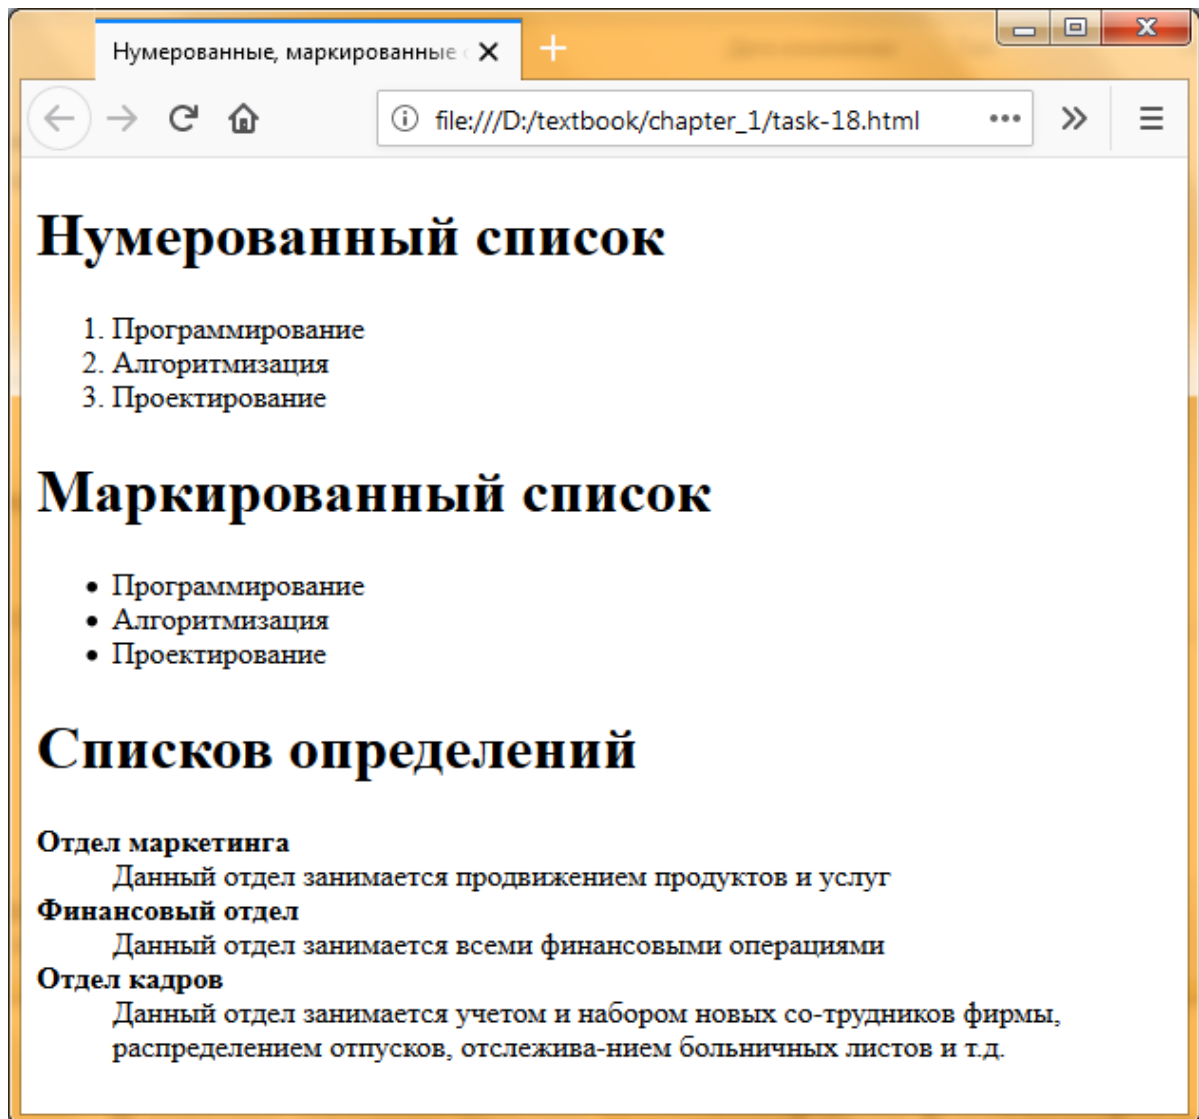 Нумерованные, маркированные
file:///D:/textbook/chapter_1/task-18.html
Нумерованный список
1. Программирование
2. Алгоритмизация
3. Проектирование
Маркированный список
• Программирование
• Алгоритмизация
• Проектирование
Списков определений
Отдел маркетинга
Данный отдел занимается продвижением продуктов и услуг
Финансовый отдел
Данный отдел занимается всеми финансовыми операциями
Отдел кадров
Данный отдел занимается учетом и набором новых со-трудников фирмы,
распределением отпусков, отслежива-нием больничных листов и т.д.